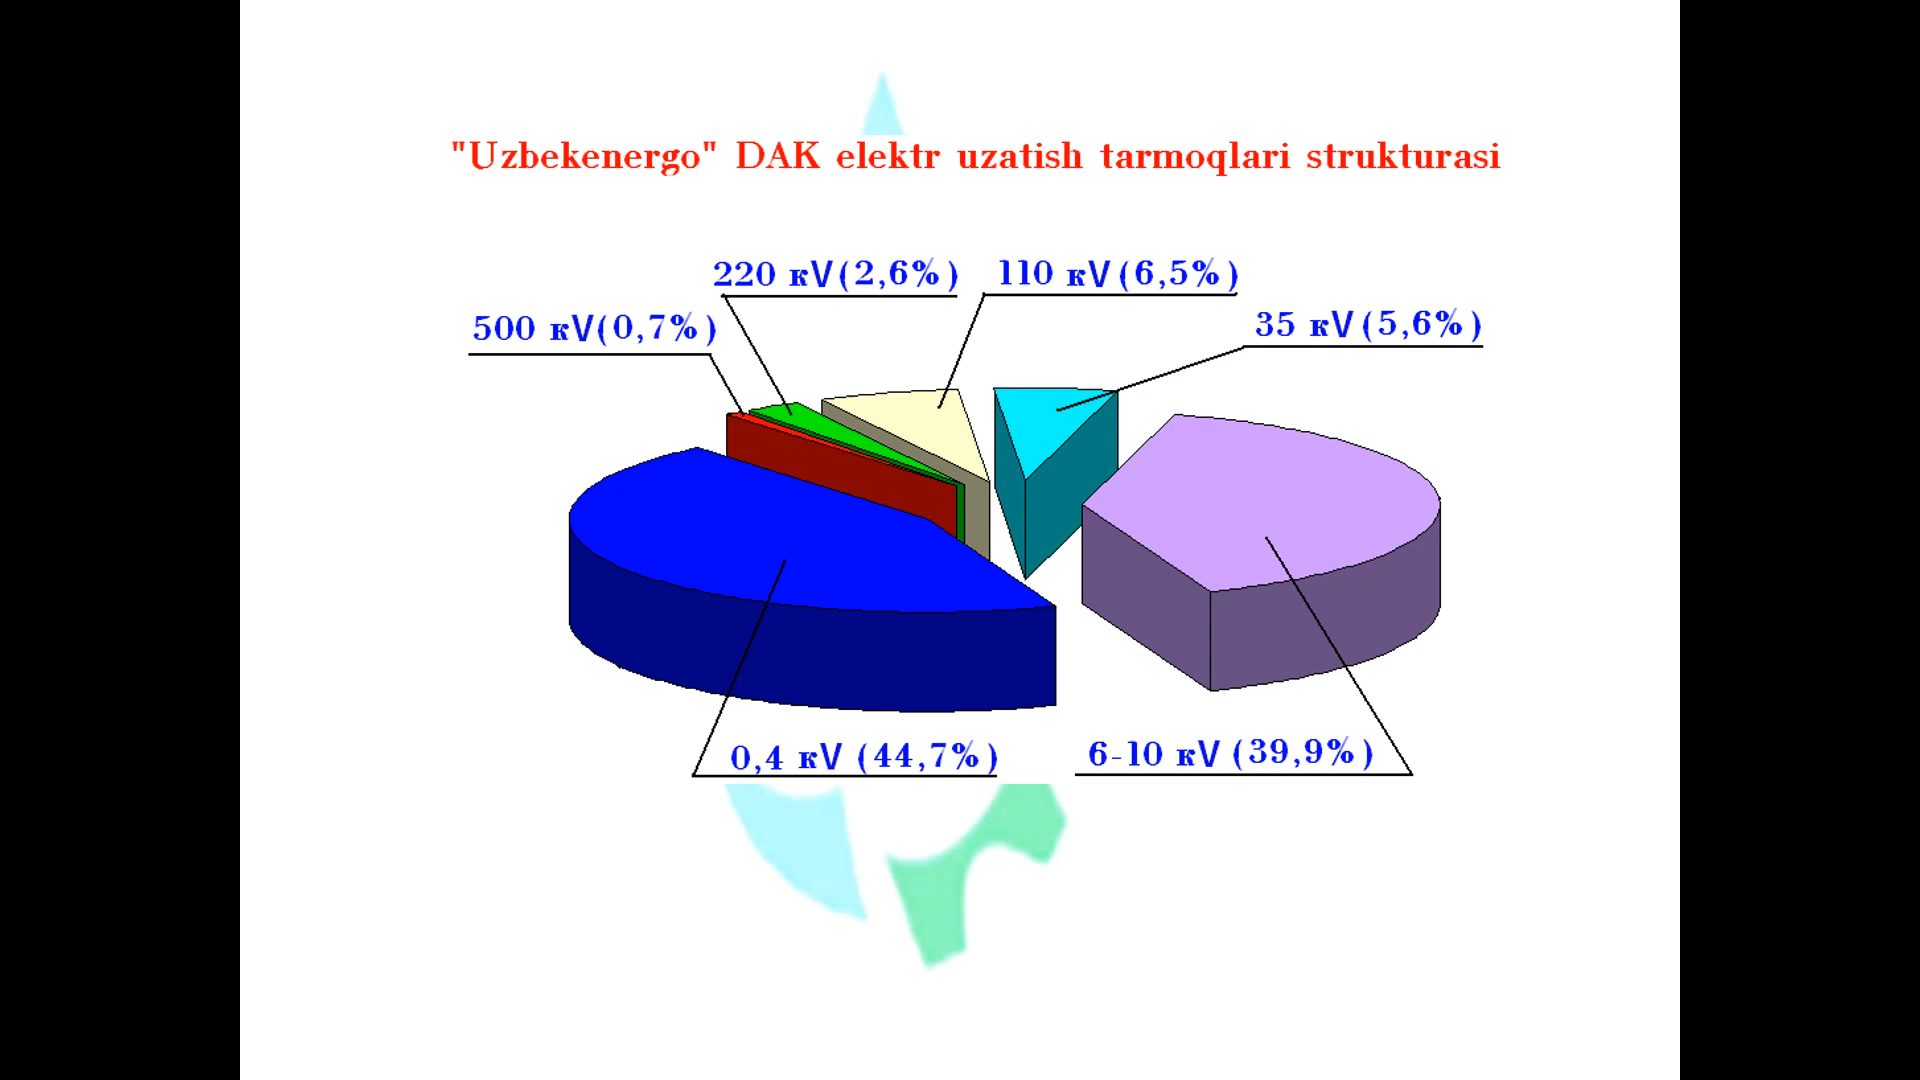 "Uzbekenergo" DAK elektr uzatish tarmoqlari strukturasi
220 кV(2,6%)
110 кV(6,5%)
500 кV(0,7%)
35 кV(5,6%)
0,4 кV (44,7%)
6-10 кV (39,9%)